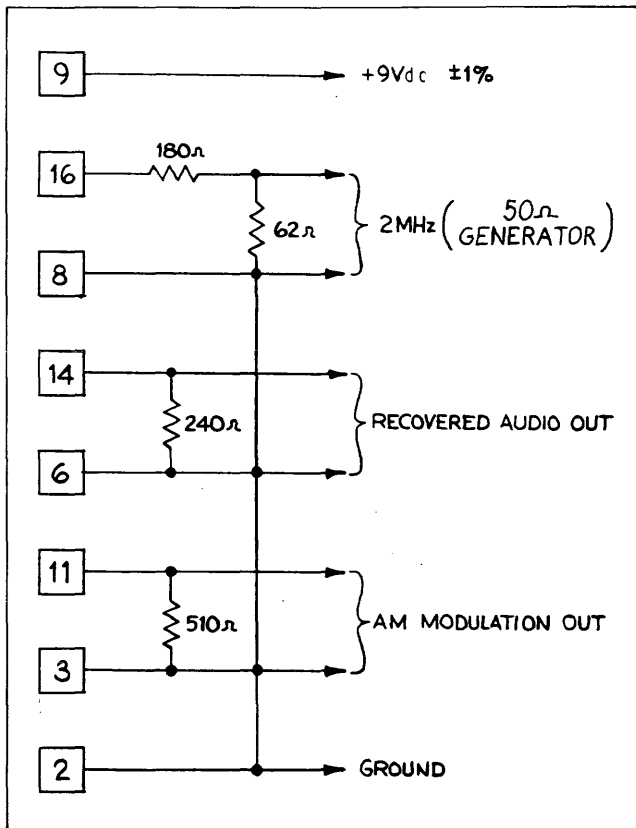 9 +9Vdc ±1%
180Ω
16
62Ω 2MHz ( 50Ω GENERATOR )
8
14
240Ω RECOVERED AUDIO OUT
6
11
510Ω AM MODULATION OUT
3
2 GROUND